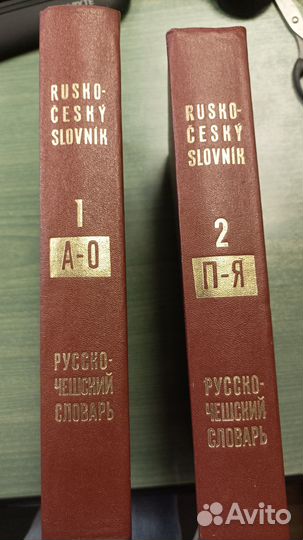 RUSKO-
ČESKÝ
SLOVNÍK
1
А-О
РУССКО-
ЧЕШСКИЙ
СЛОВАРЬ
RUSKO-
ČESKÝ
SLOVNÍK
2
П-Я
РУССКО-
ЧЕШСКИЙ
СЛОВАРЬ
Avito